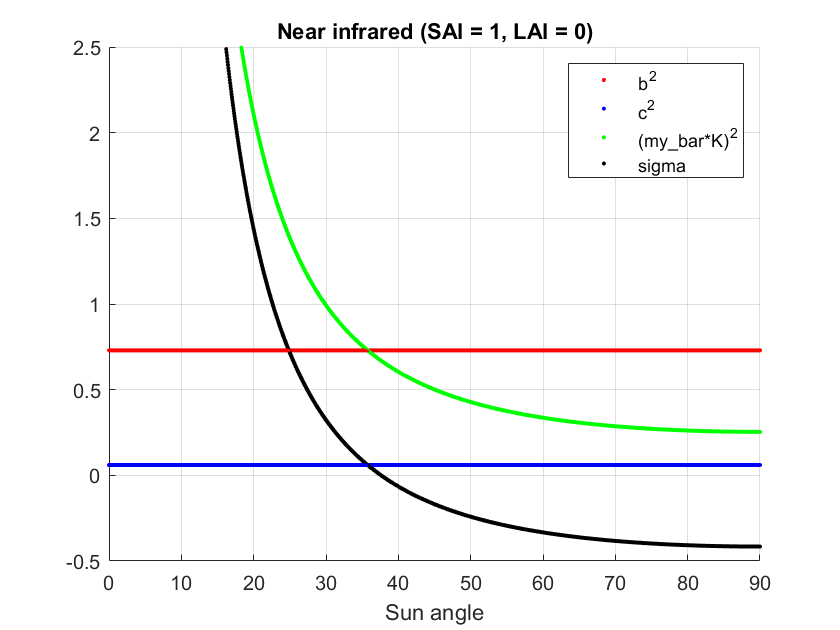 Near infrared (SAI = 1, LAI = 0)
2.5
2
1.5
1
0.5
0
-0.5
0 10 20 30 40 50 60 70 80 90
Sun angle
b^2
c^2
(my_bar*K)^2
sigma